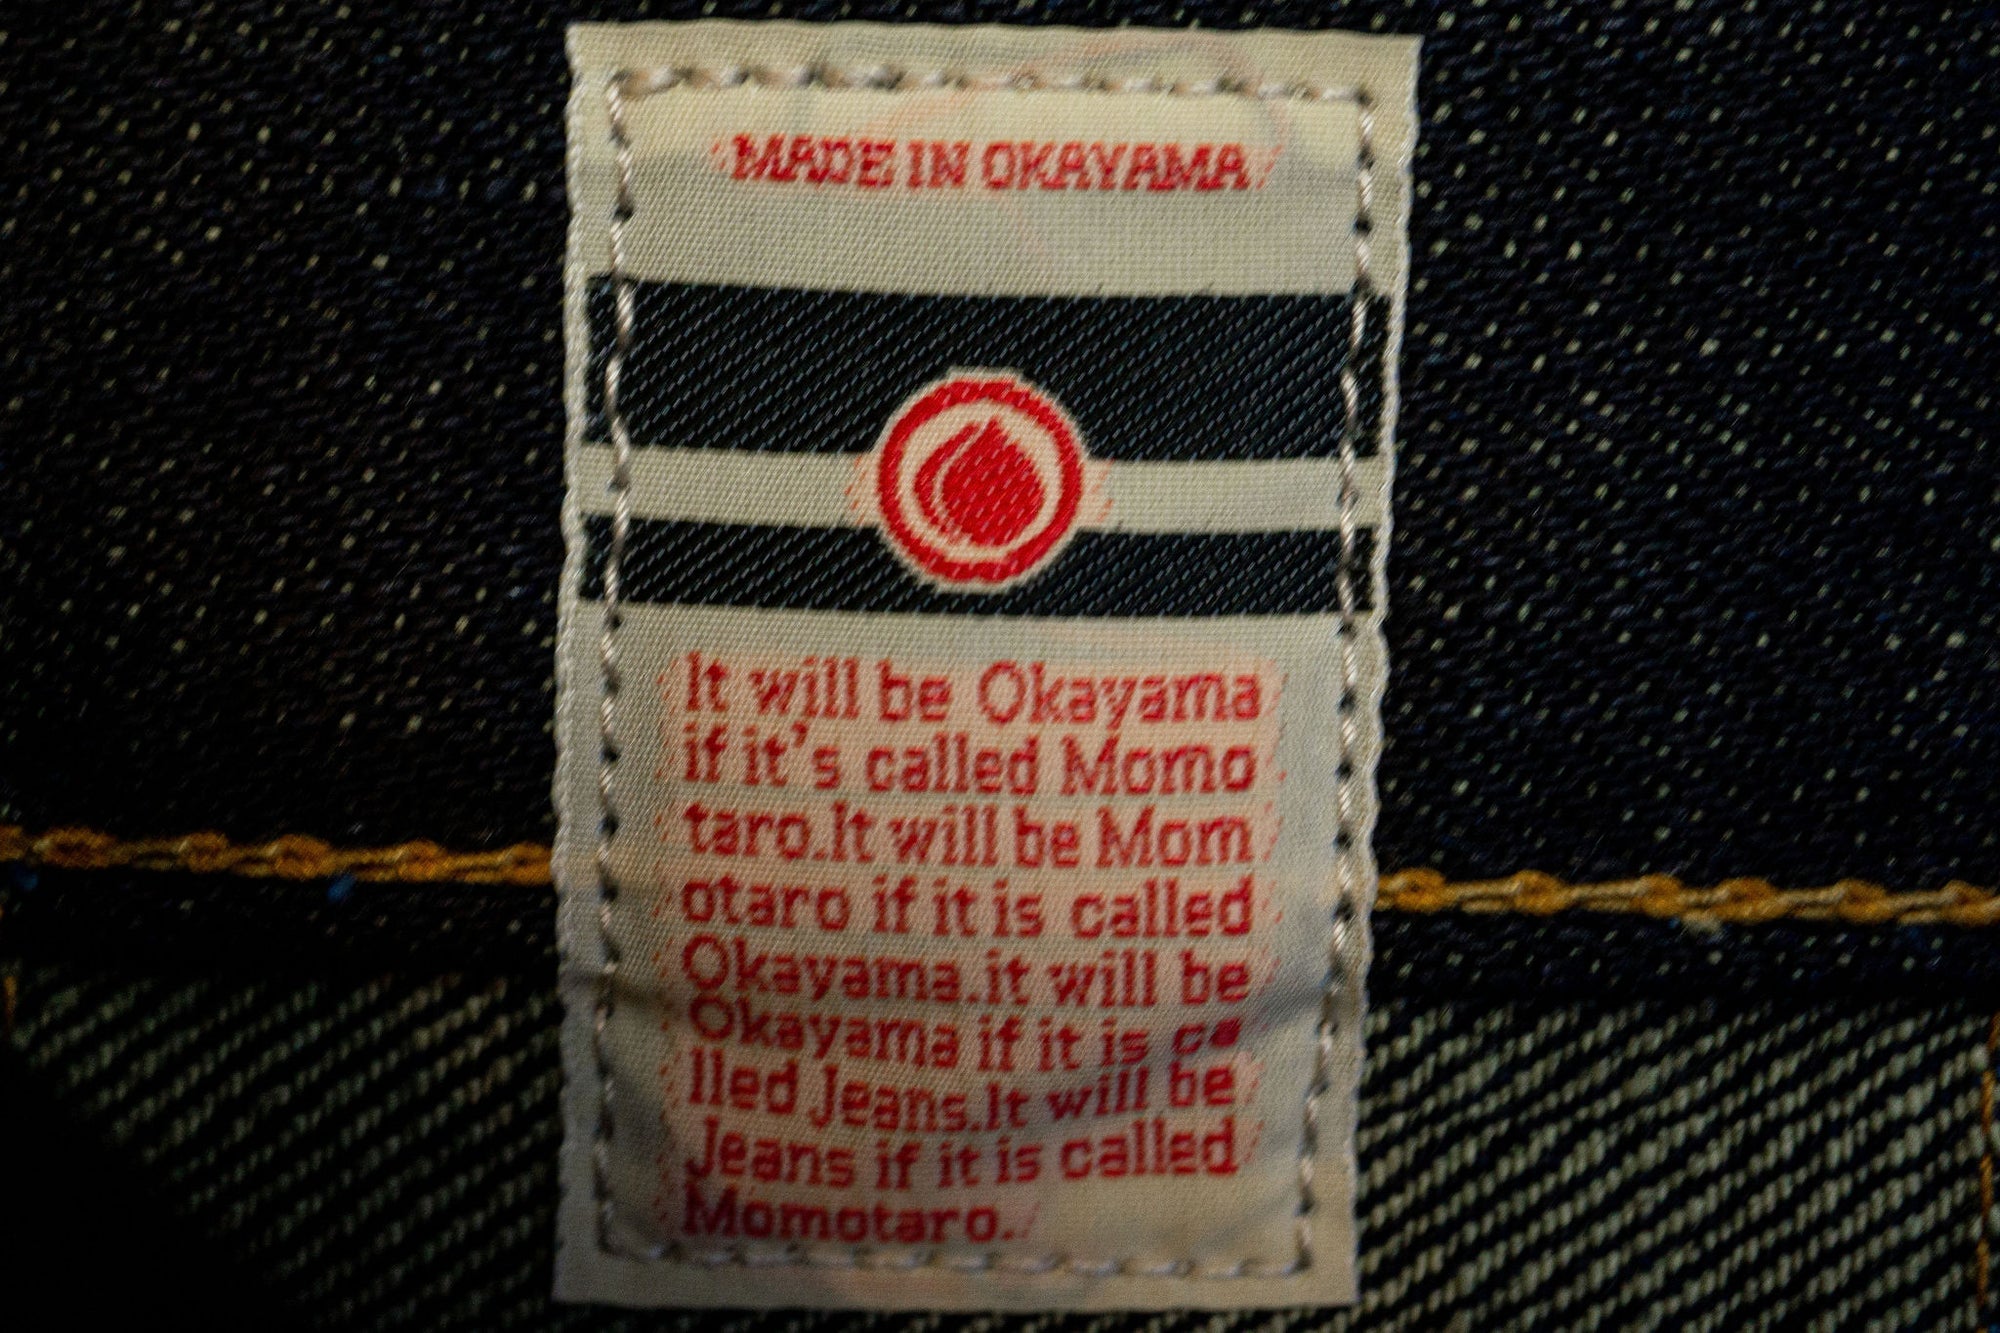 MADE IN OKAYAMA
It will be Okayama
if it's called Momo
taro.It will be Mom
otaro if it is called
Okayama.it will be
Okayama if it is ca
lled Jeans.It will be
Jeans if it is called
Momotaro.